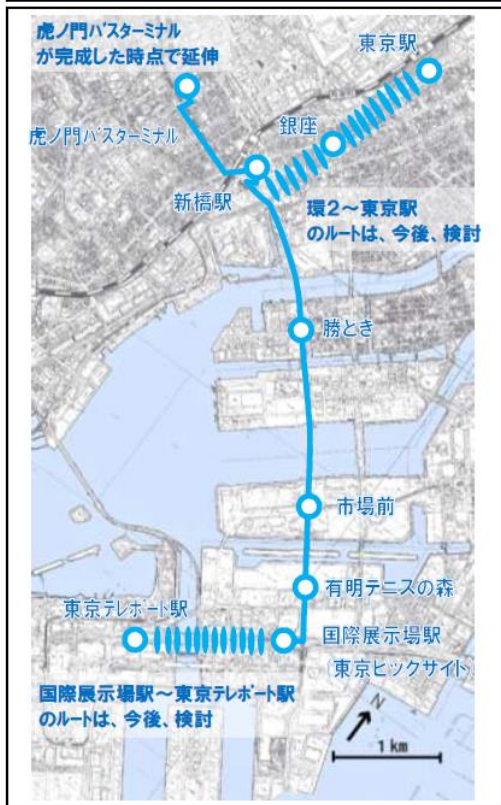 虎ノ門バスターミナル
が完成した時点で延伸
東京駅
銀座
虎ノ門バスターミナル
新橋駅
環2～東京駅
のルートは、今後、検討
勝とき
市場前
有明テニスの森
東京テレポート駅
国際展示場駅
(東京ビックサイト)
国際展示場駅～東京テレポート駅
のルートは、今後、検討
N
1 km